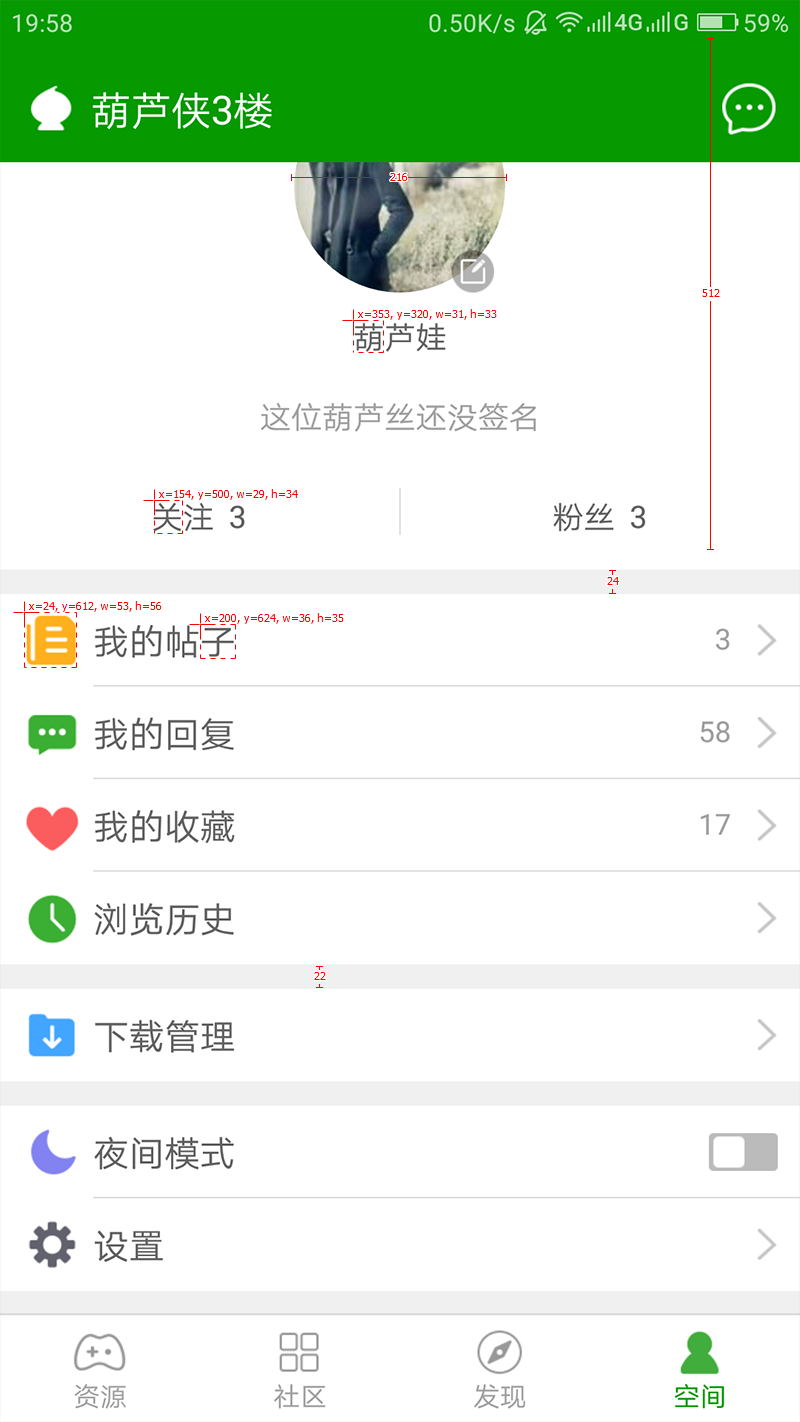 19:58 0.50K/s 4G G 59%
葫芦侠3楼
216
512
x=353, y=320, w=31, h=33
葫芦娃
这位葫芦丝还没签名
x=154, y=500, w=29, h=34
关注 3 粉丝 3
24
x=24, y=612, w=53, h=56
x=200, y=624, w=36, h=35
我的帖子 3
我的回复 58
我的收藏 17
浏览历史
22
下载管理
夜间模式
设置
资源 社区 发现 空间